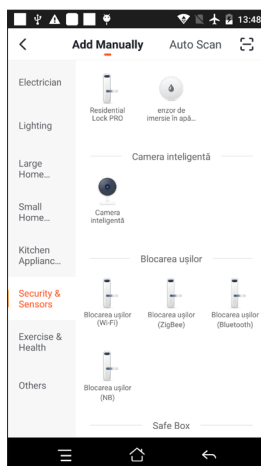 13:48
Add Manually
Auto Scan
Electrician
Lighting
Large
Home...
Small
Home...
Kitchen
Applianc...
Security &
Sensors
Exercise &
Health
Others
Residential
Lock PRO
enzor de
imersie în apă...
Camera inteligentă
Camera
inteligentă
Blocarea ușilor
Blocarea ușilor
(Wi-Fi)
Blocarea ușilor
(ZigBee)
Blocarea ușilor
(Bluetooth)
Blocarea ușilor
(NB)
Safe Box